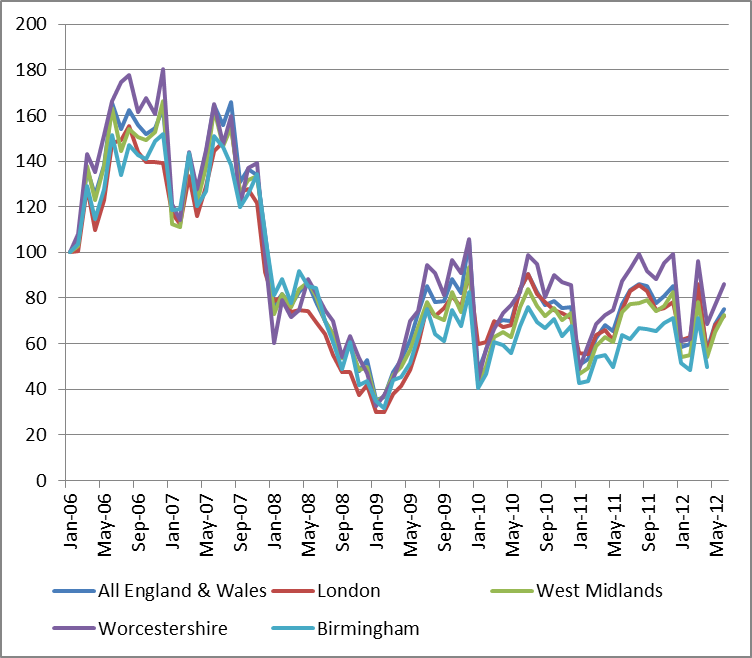 200
180
160
140
120
100
80
60
40
20
0
Jan-06
May-06
Sep-06
Jan-07
May-07
Sep-07
Jan-08
May-08
Sep-08
Jan-09
May-09
Sep-09
Jan-10
May-10
Sep-10
Jan-11
May-11
Sep-11
Jan-12
May-12
All England & Wales London West Midlands
Worcestershire Birmingham